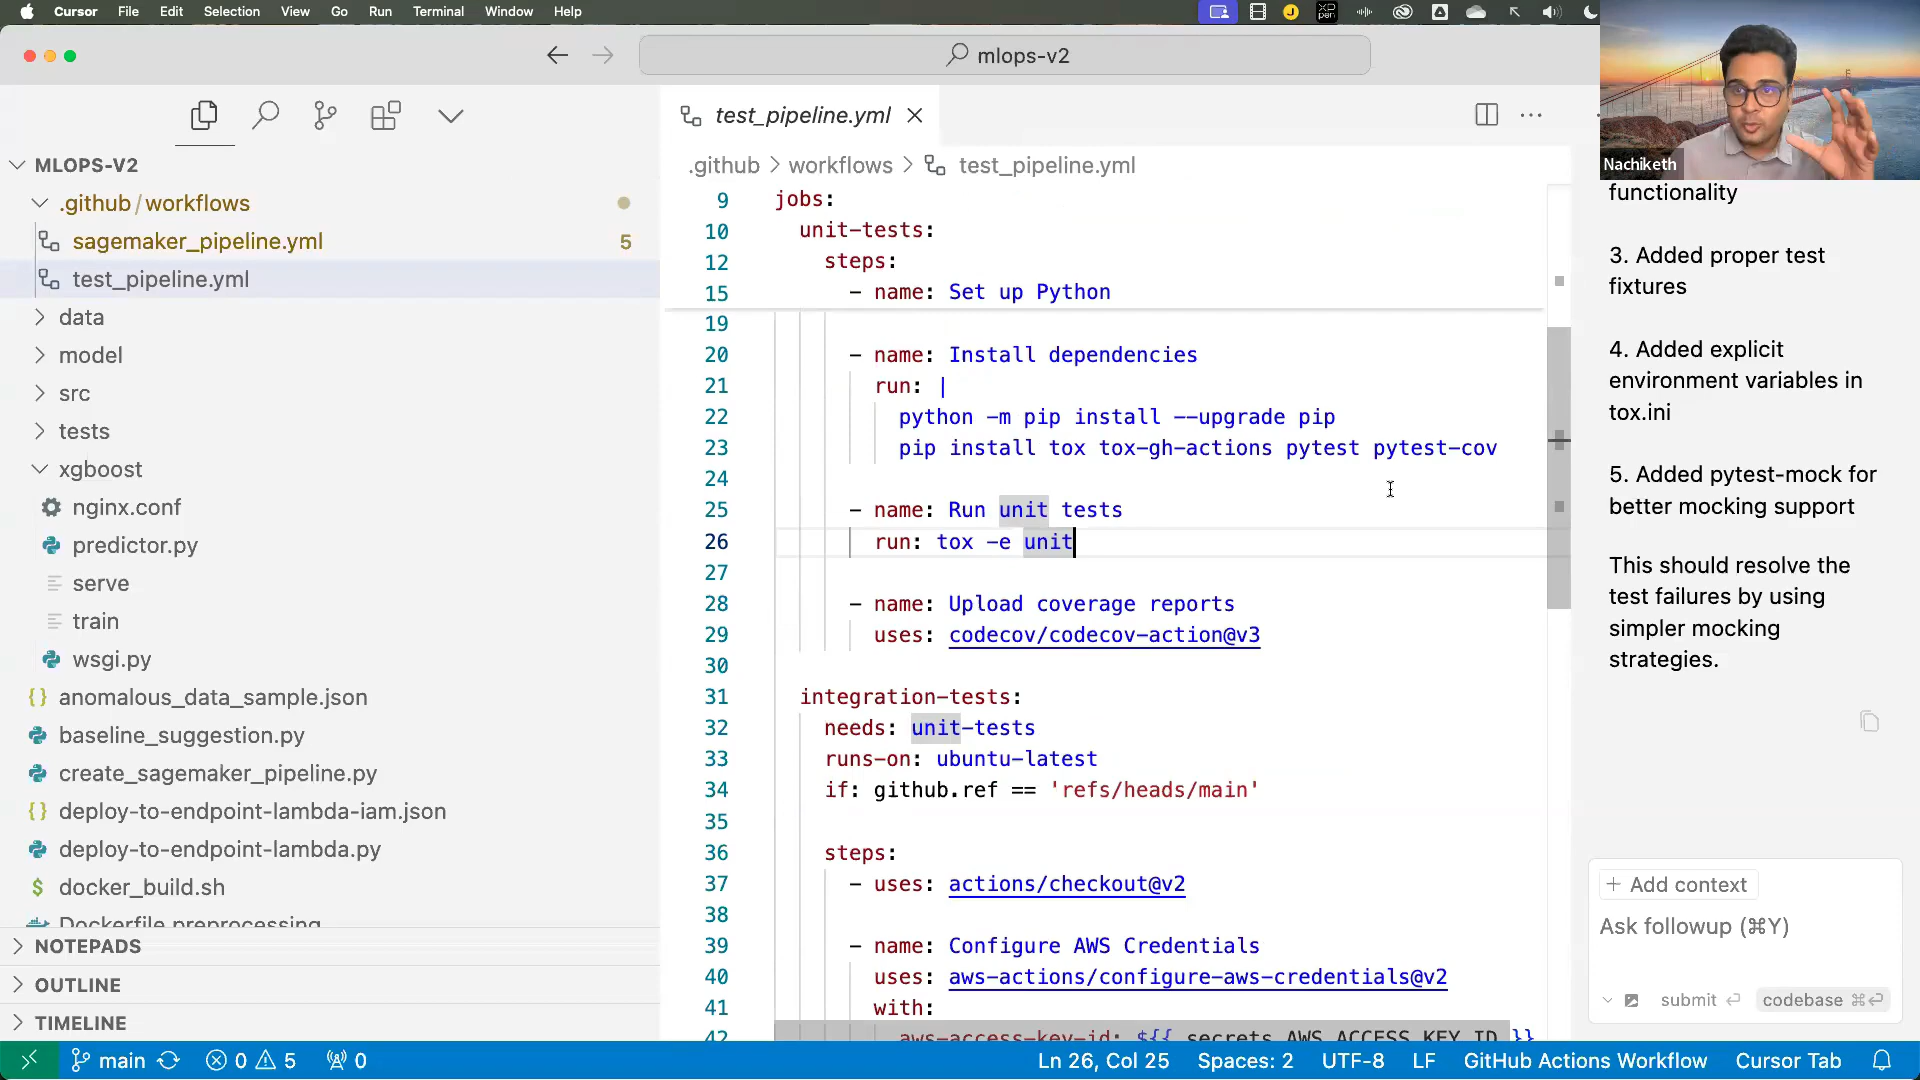 Cursor File Edit Selection View Go Run Terminal Window Help
mlops-v2
Nachiketh
test_pipeline.yml
MLOPS-V2
.github / workflows
sagemaker_pipeline.yml 5
test_pipeline.yml
data
model
src
tests
xgboost
nginx.conf
predictor.py
serve
train
wsgi.py
anomalous_data_sample.json
baseline_suggestion.py
create_sagemaker_pipeline.py
deploy-to-endpoint-lambda-iam.json
deploy-to-endpoint-lambda.py
docker_build.sh
Dockerfile.preprocessing
NOTEPADS
OUTLINE
TIMELINE
.github > workflows > test_pipeline.yml
9 jobs:
10 unit-tests:
12 steps:
15 - name: Set up Python
19
20 - name: Install dependencies
21 run: |
22 python -m pip install --upgrade pip
23 pip install tox tox-gh-actions pytest pytest-cov
24
25 - name: Run unit tests
26 run: tox -e unit
27
28 - name: Upload coverage reports
29 uses: codecov/codecov-action@v3
30
31 integration-tests:
32 needs: unit-tests
33 runs-on: ubuntu-latest
34 if: github.ref == 'refs/heads/main'
35
36 steps:
37 - uses: actions/checkout@v2
38
39 - name: Configure AWS Credentials
40 uses: aws-actions/configure-aws-credentials@v2
41 with:
42 aws-access-key-id: ${{ secrets.AWS_ACCESS_KEY_ID }}
functionality
3. Added proper test
fixtures
4. Added explicit
environment variables in
tox.ini
5. Added pytest-mock for
better mocking support
This should resolve the
test failures by using
simpler mocking
strategies.
+ Add context
Ask followup (⌘Y)
submit ⏎ codebase ⌘⏎
main 0 5 0 Ln 26, Col 25 Spaces: 2 UTF-8 LF GitHub Actions Workflow Cursor Tab